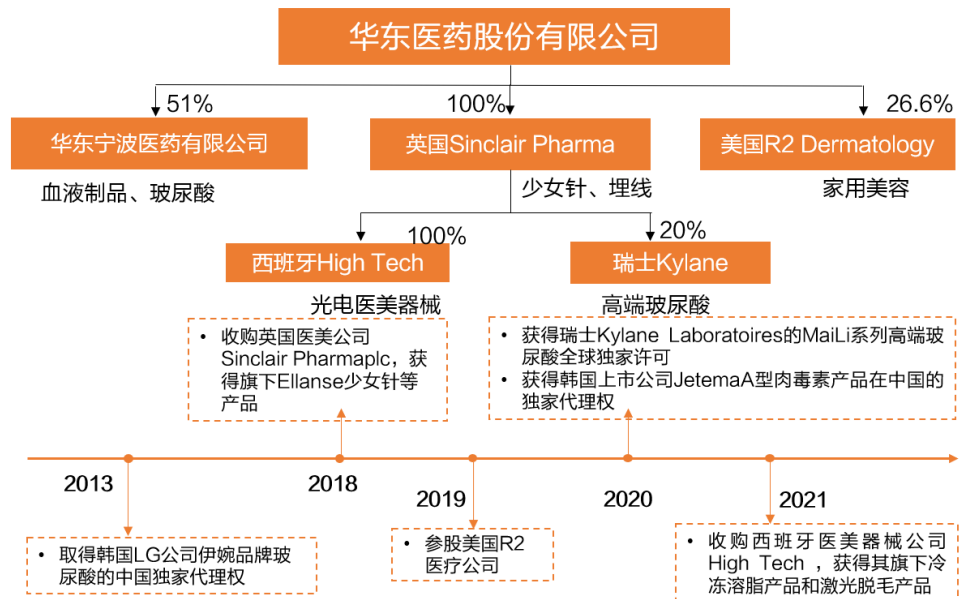 华东医药股份有限公司
51%
100%
26.6%
华东宁波医药有限公司
英国Sinclair Pharma
美国R2 Dermatology
血液制品、玻尿酸
少女针、埋线
家用美容
100%
20%
西班牙High Tech
瑞士Kylane
光电医美器械
高端玻尿酸
• 收购英国医美公司
Sinclair Pharmaplc，获
得旗下Ellanse少女针等
产品
• 获得瑞士Kylane Laboratoires的MaiLi系列高端玻
尿酸全球独家许可
• 获得韩国上市公司JetemaA型肉毒素产品在中国的
独家代理权
2013
2018
2019
2020
2021
• 取得韩国LG公司伊婉品牌玻
尿酸的中国独家代理权
• 参股美国R2
医疗公司
• 收购西班牙医美器械公司
High Tech ，获得其旗下冷
冻溶脂产品和激光脱毛产品